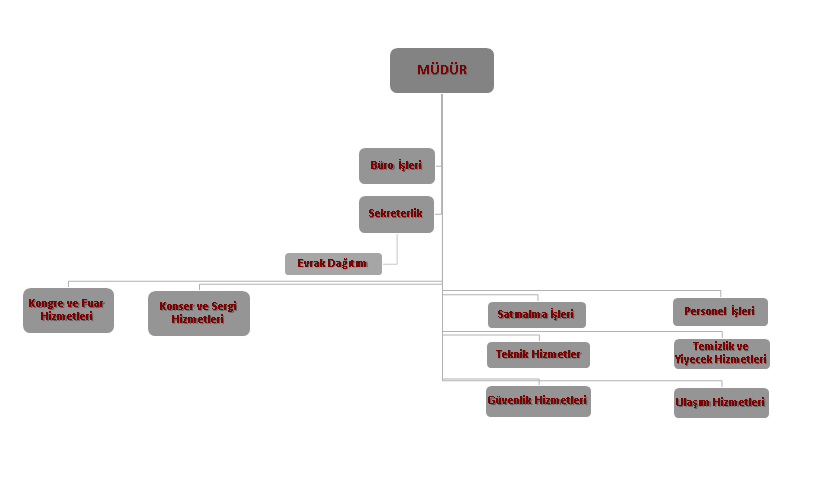 MÜDÜR
Büro İşleri
Sekreterlik
Evrak Dağıtım
Kongre ve Fuar
Hizmetleri
Konser ve Sergi
Hizmetleri
Satınalma İşleri
Personel İşleri
Teknik Hizmetler
Temizlik ve
Yiyecek Hizmetleri
Güvenlik Hizmetleri
Ulaşım Hizmetleri